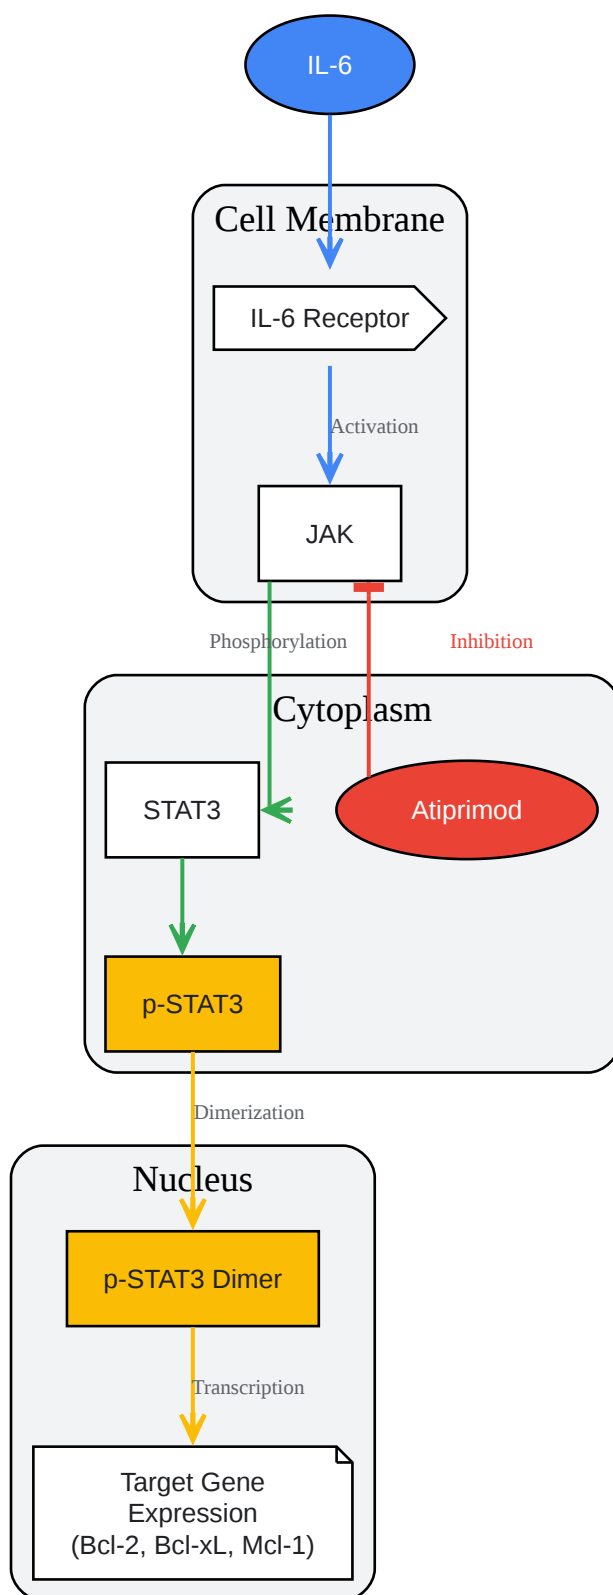 IL-6
Cell Membrane
IL-6 Receptor
Activation
JAK
Phosphorylation
Inhibition
Cytoplasm
STAT3
Atiprimod
p-STAT3
Dimerization
Nucleus
p-STAT3 Dimer
Transcription
Target Gene
Expression
(Bcl-2, Bcl-xL, Mcl-1)